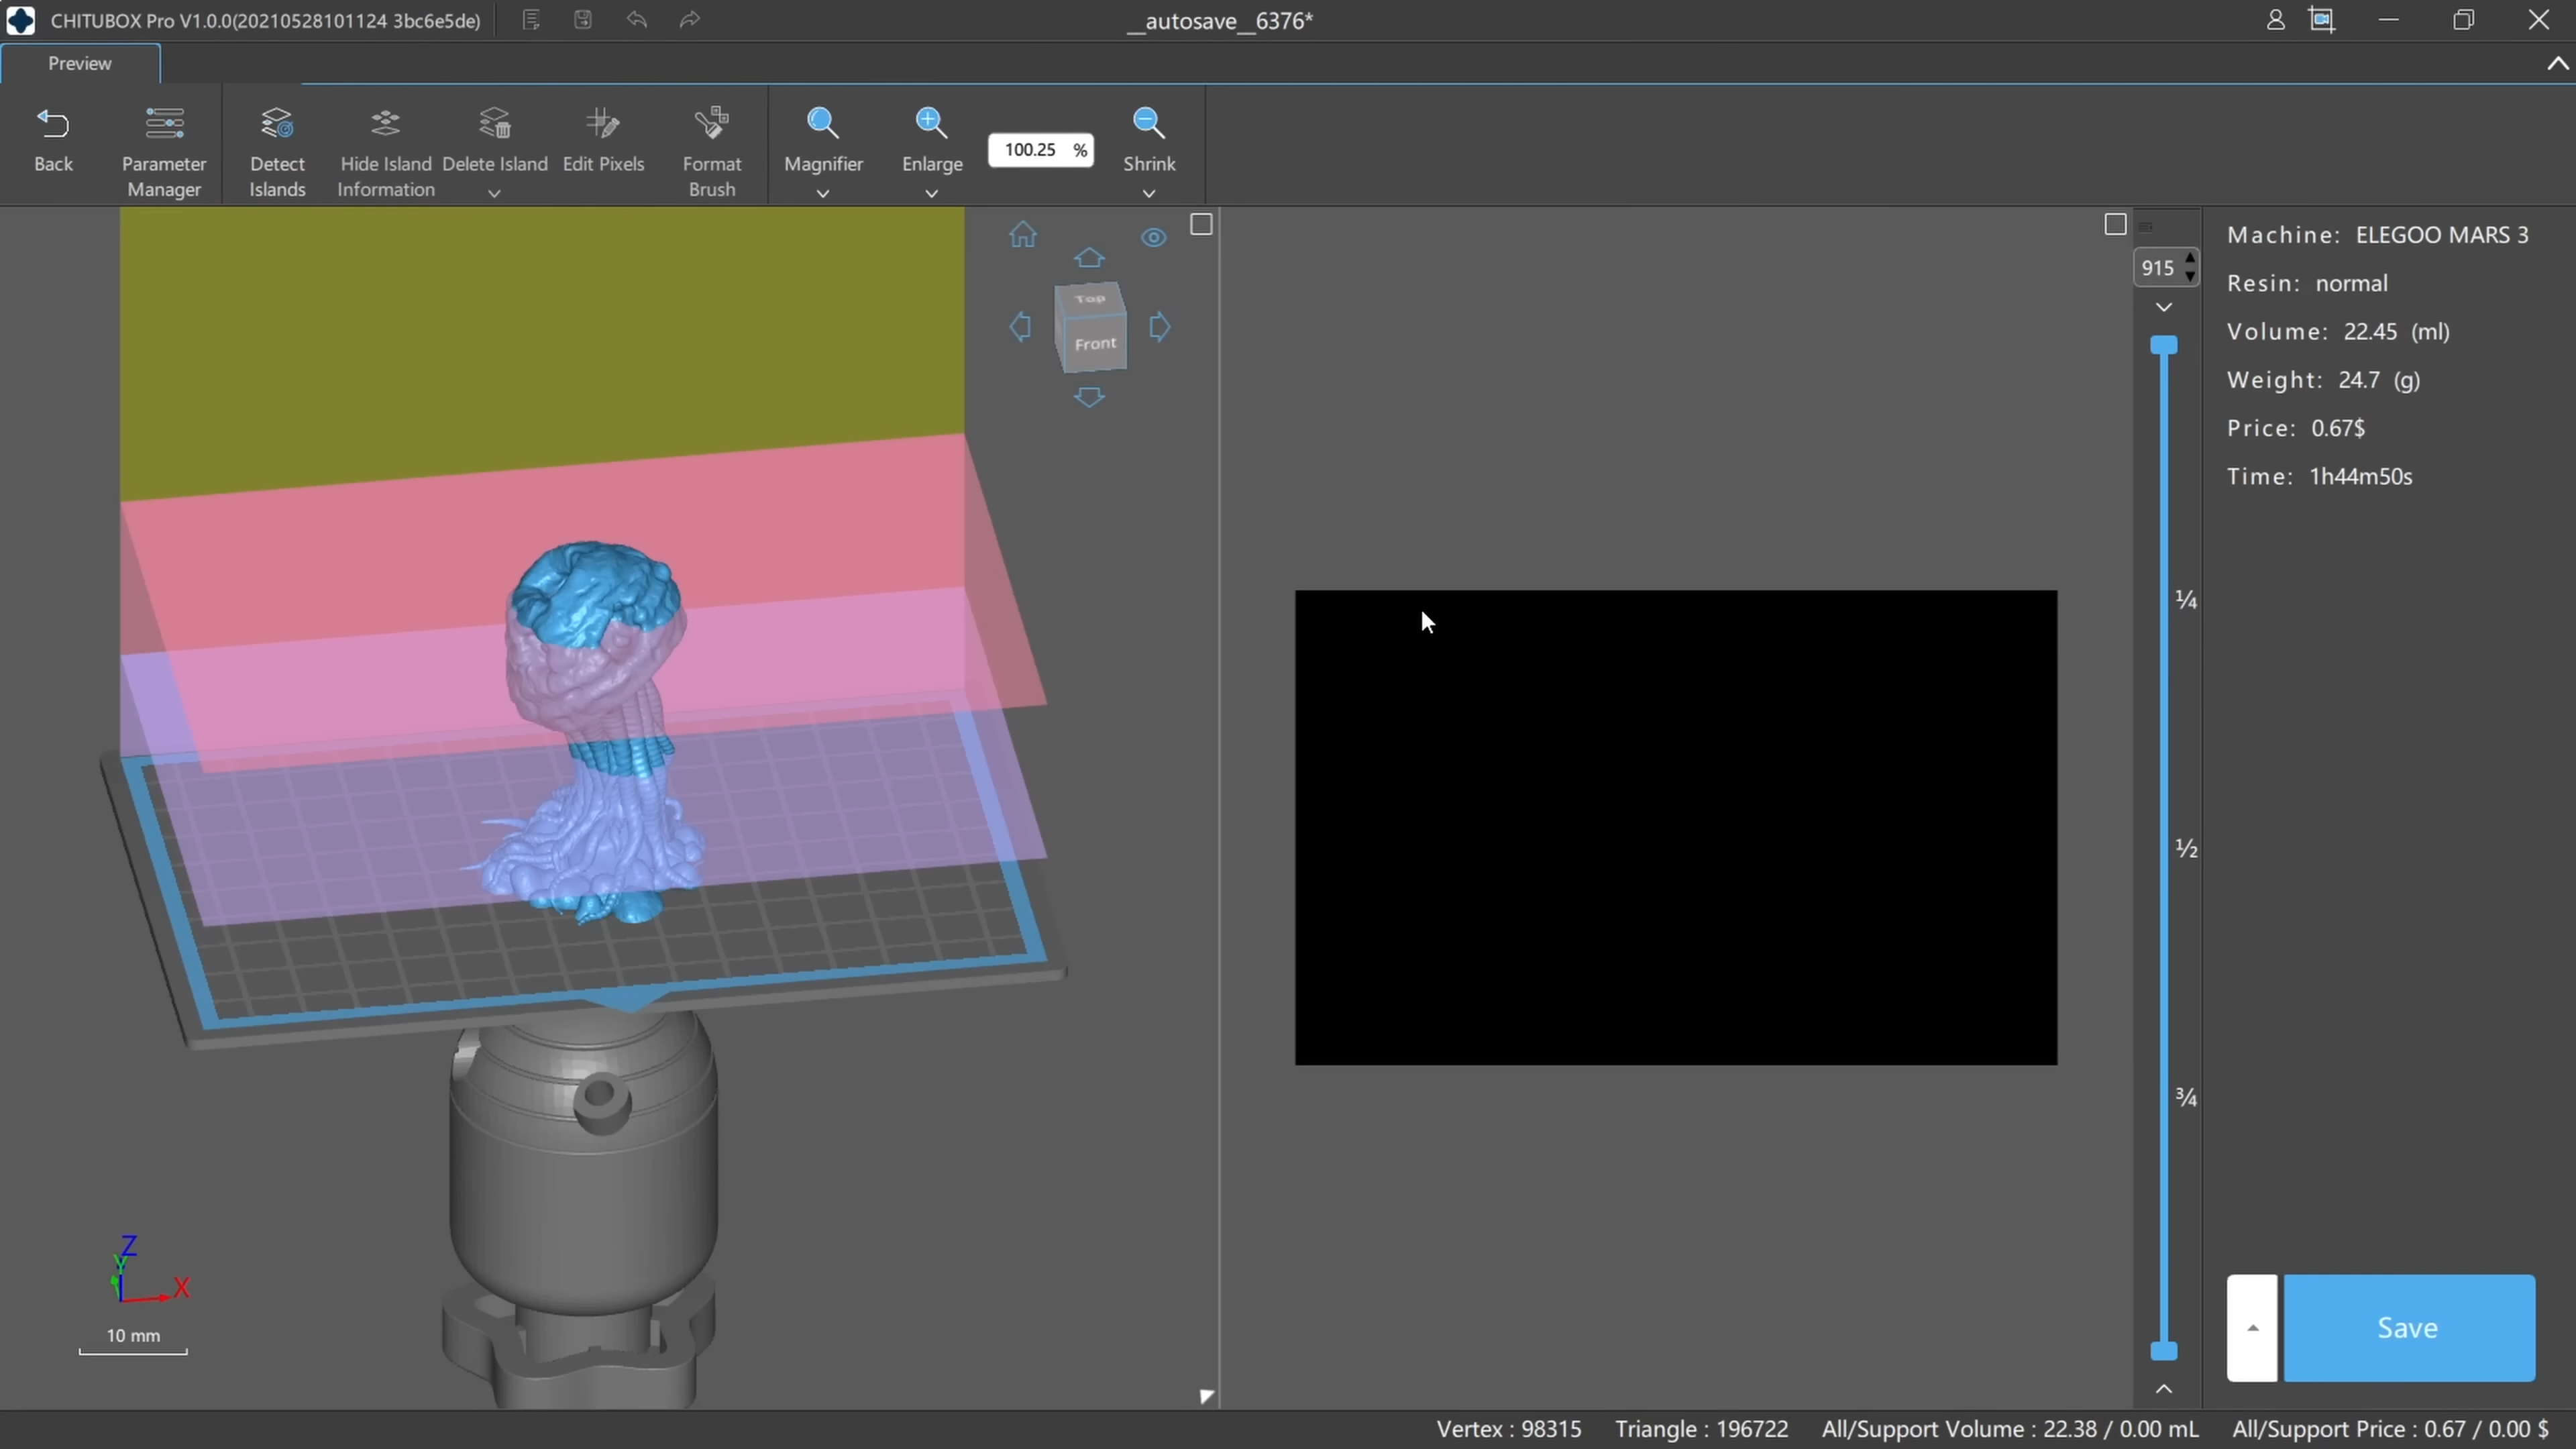 CHITUBOX Pro V1.0.0(20210528101124 3bc6e5de)
__autosave__6376*
Preview
Back
Parameter
Manager
Detect
Islands
Hide Island
Information
Delete Island
Edit Pixels
Format
Brush
Magnifier
Enlarge
100.25 %
Shrink
Top
Front
915
¼
½
¾
Machine: ELEGOO MARS 3
Resin: normal
Volume: 22.45 (ml)
Weight: 24.7 (g)
Price: 0.67$
Time: 1h44m50s
Z
Y
X
10 mm
Save
Vertex : 98315
Triangle : 196722
All/Support Volume : 22.38 / 0.00 mL
All/Support Price : 0.67 / 0.00 $